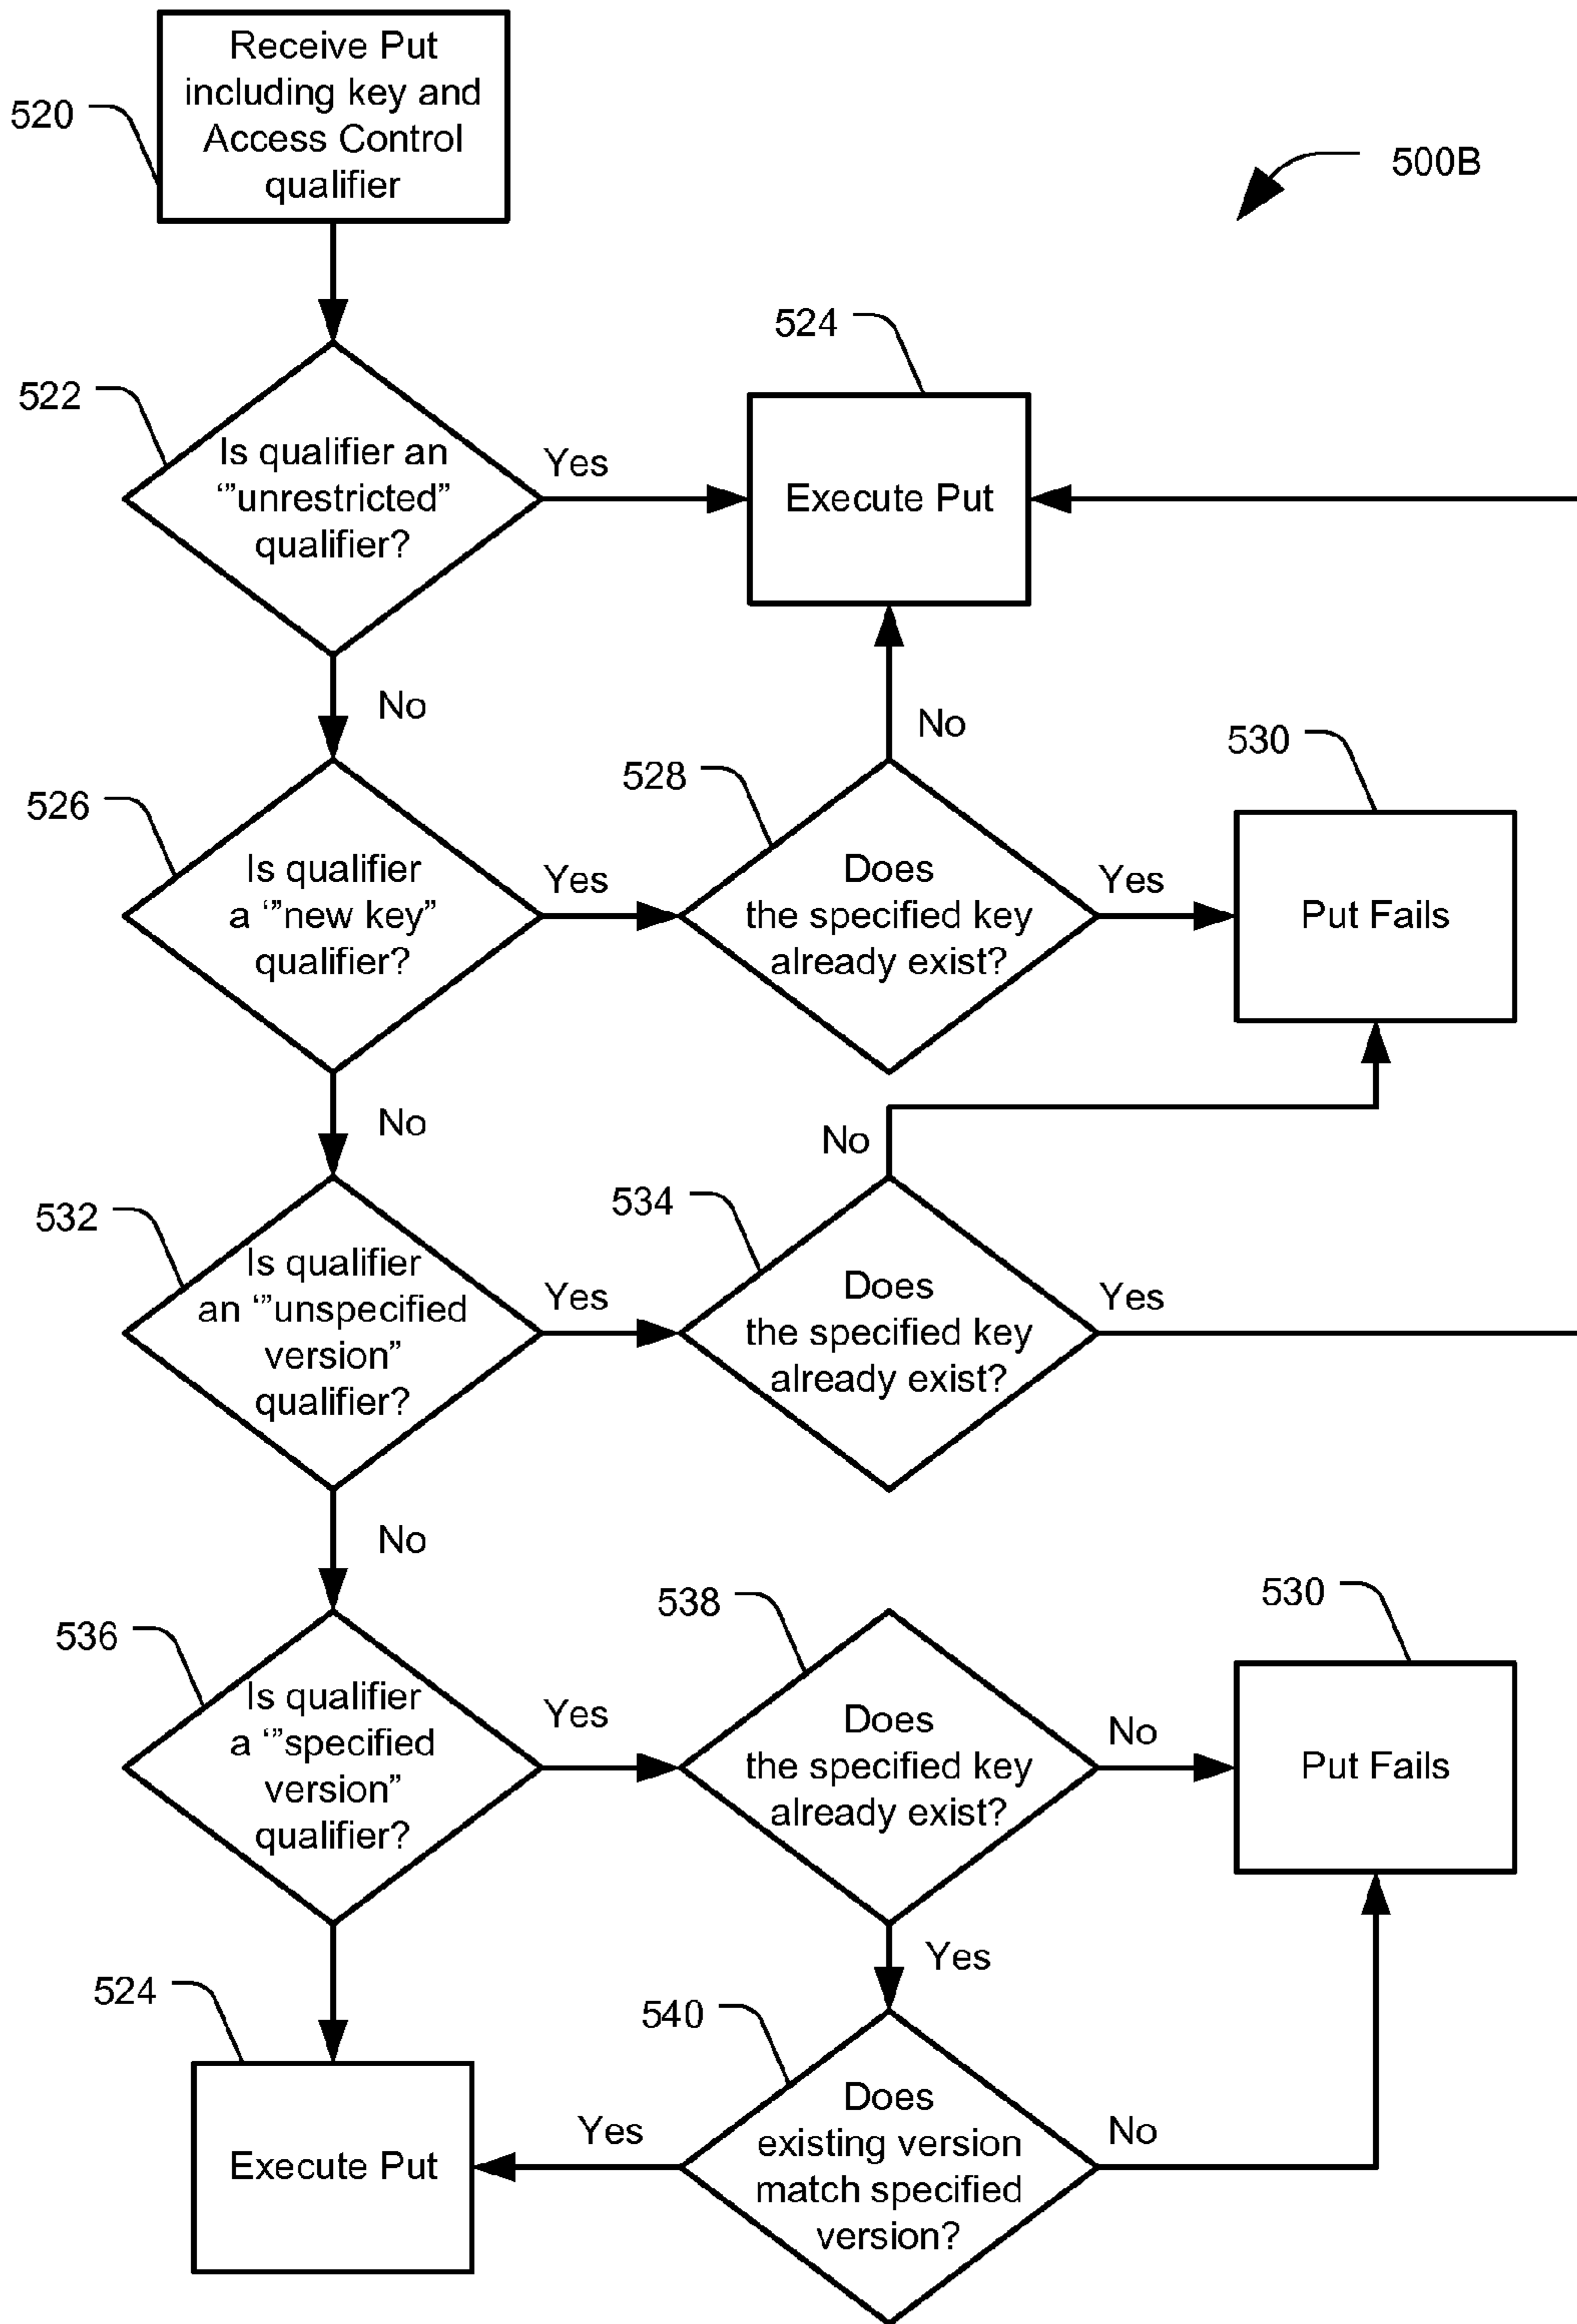 Receive Put
including key and
Access Control
qualifier
520
500B
524
522
Is qualifier an
‘”unrestricted”
qualifier?
Yes
Execute Put
No
No
526
528
530
Is qualifier
a ‘”new key”
qualifier?
Yes
Does
the specified key
already exist?
Yes
Put Fails
No
No
532
534
Is qualifier
an ‘”unspecified
version”
qualifier?
Yes
Does
the specified key
already exist?
Yes
No
536
538
530
Is qualifier
a ‘”specified
version”
qualifier?
Yes
Does
the specified key
already exist?
No
Put Fails
Yes
524
540
Execute Put
Yes
Does
existing version
match specified
version?
No